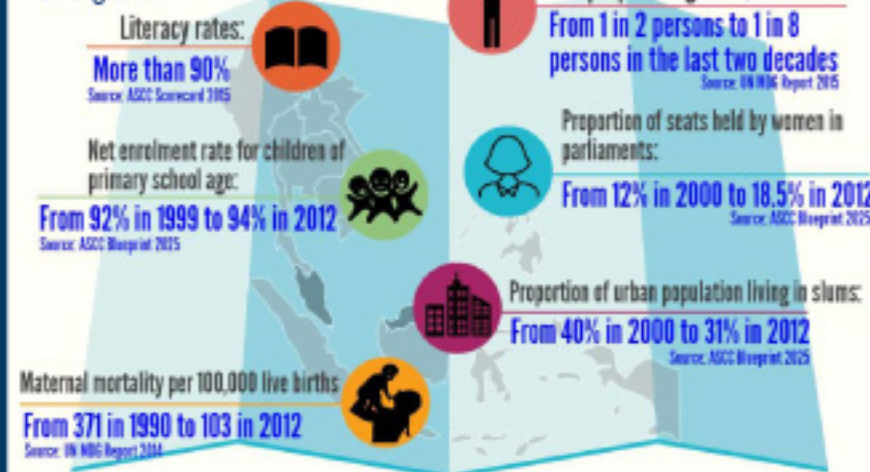 Literacy rates:
More than 90%
Source: ASCC Scorecard 2015
From 1 in 2 persons to 1 in 8
persons in the last two decades
Source: UN MDG Report 2015
Net enrolment rate for children of
primary school age:
From 92% in 1999 to 94% in 2012
Source: ASCC Blueprint 2025
Proportion of seats held by women in
parliaments:
From 12% in 2000 to 18.5% in 2012
Source: ASCC Blueprint 2025
Proportion of urban population living in slums:
From 40% in 2000 to 31% in 2012
Source: ASCC Blueprint 2025
Maternal mortality per 100,000 live births
From 371 in 1990 to 103 in 2012
Source: UN MDG Report 2014